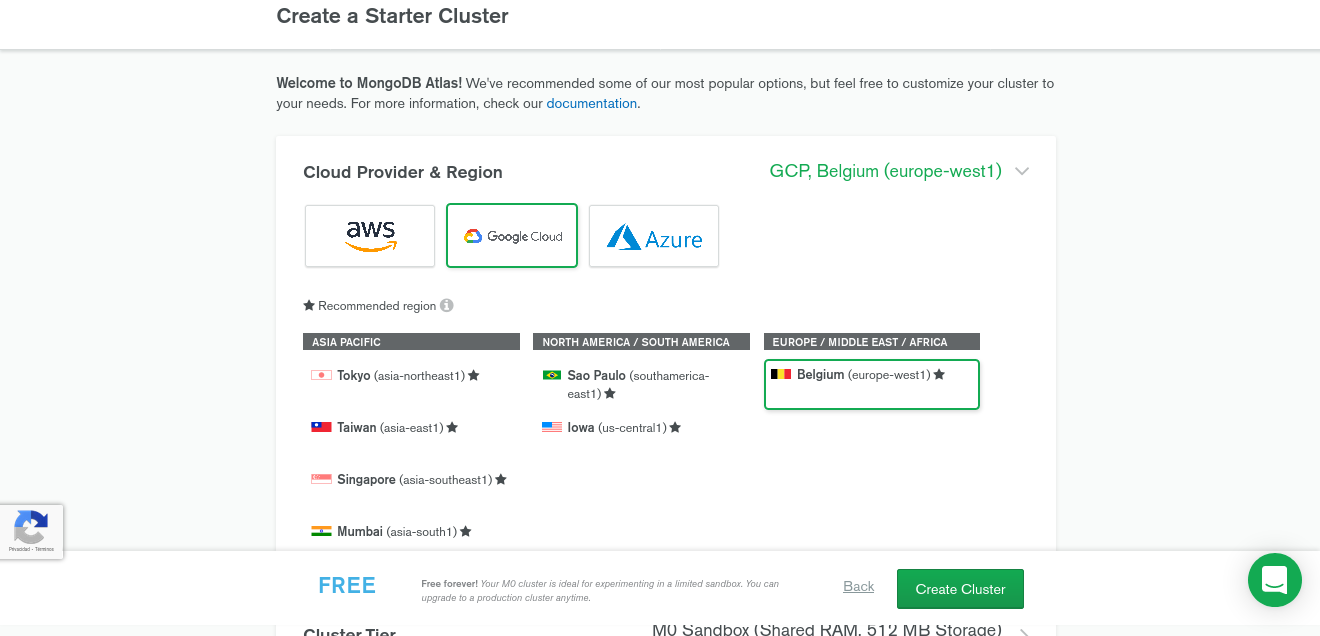 Create a Starter Cluster
Welcome to MongoDB Atlas! We've recommended some of our most popular options, but feel free to customize your cluster to
your needs. For more information, check our documentation.
Cloud Provider & Region
GCP, Belgium (europe-west1)
aws
Google Cloud
Azure
Recommended region
ASIA PACIFIC
NORTH AMERICA / SOUTH AMERICA
EUROPE / MIDDLE EAST / AFRICA
Tokyo (asia-northeast1)
Sao Paulo (southamerica-
east1)
Belgium (europe-west1)
Taiwan (asia-east1)
Iowa (us-central1)
Singapore (asia-southeast1)
Mumbai (asia-south1)
Privacidad - Términos
FREE
Free forever! Your M0 cluster is ideal for experimenting in a limited sandbox. You can
upgrade to a production cluster anytime.
Back
Create Cluster
Cluster Tier
M0 Sandbox (Shared RAM, 512 MB Storage)